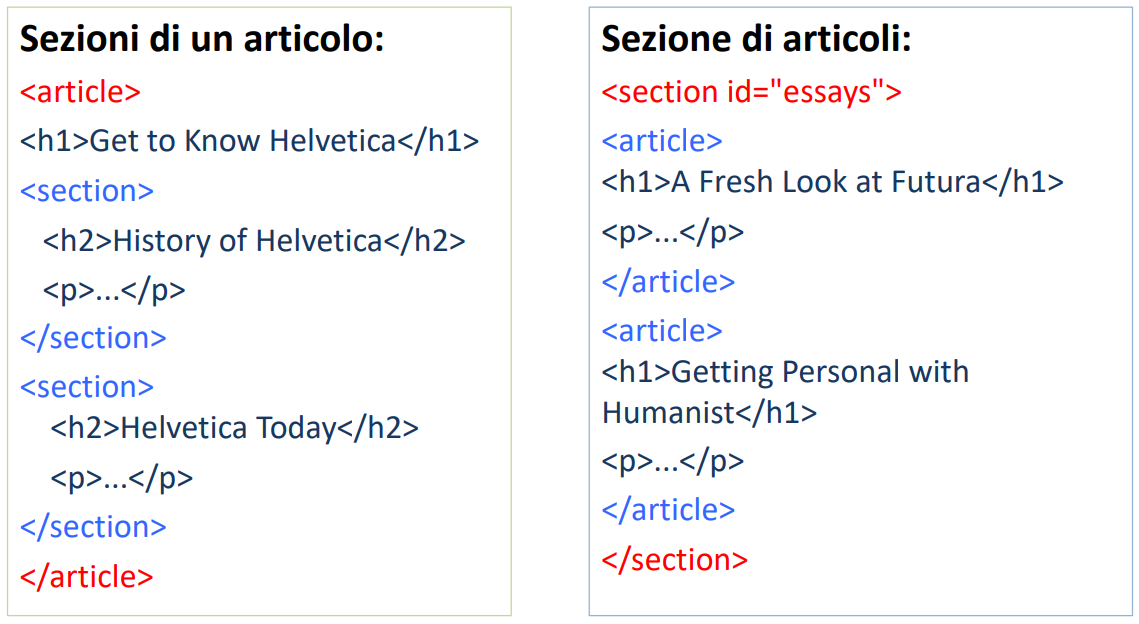 Sezioni di un articolo:
<article>
<h1>Get to Know Helvetica</h1>
<section>
<h2>History of Helvetica</h2>
<p>...</p>
</section>
<section>
<h2>Helvetica Today</h2>
<p>...</p>
</section>
</article>
Sezione di articoli:
<section id="essays">
<article>
<h1>A Fresh Look at Futura</h1>
<p>...</p>
</article>
<article>
<h1>Getting Personal with
Humanist</h1>
<p>...</p>
</article>
</section>